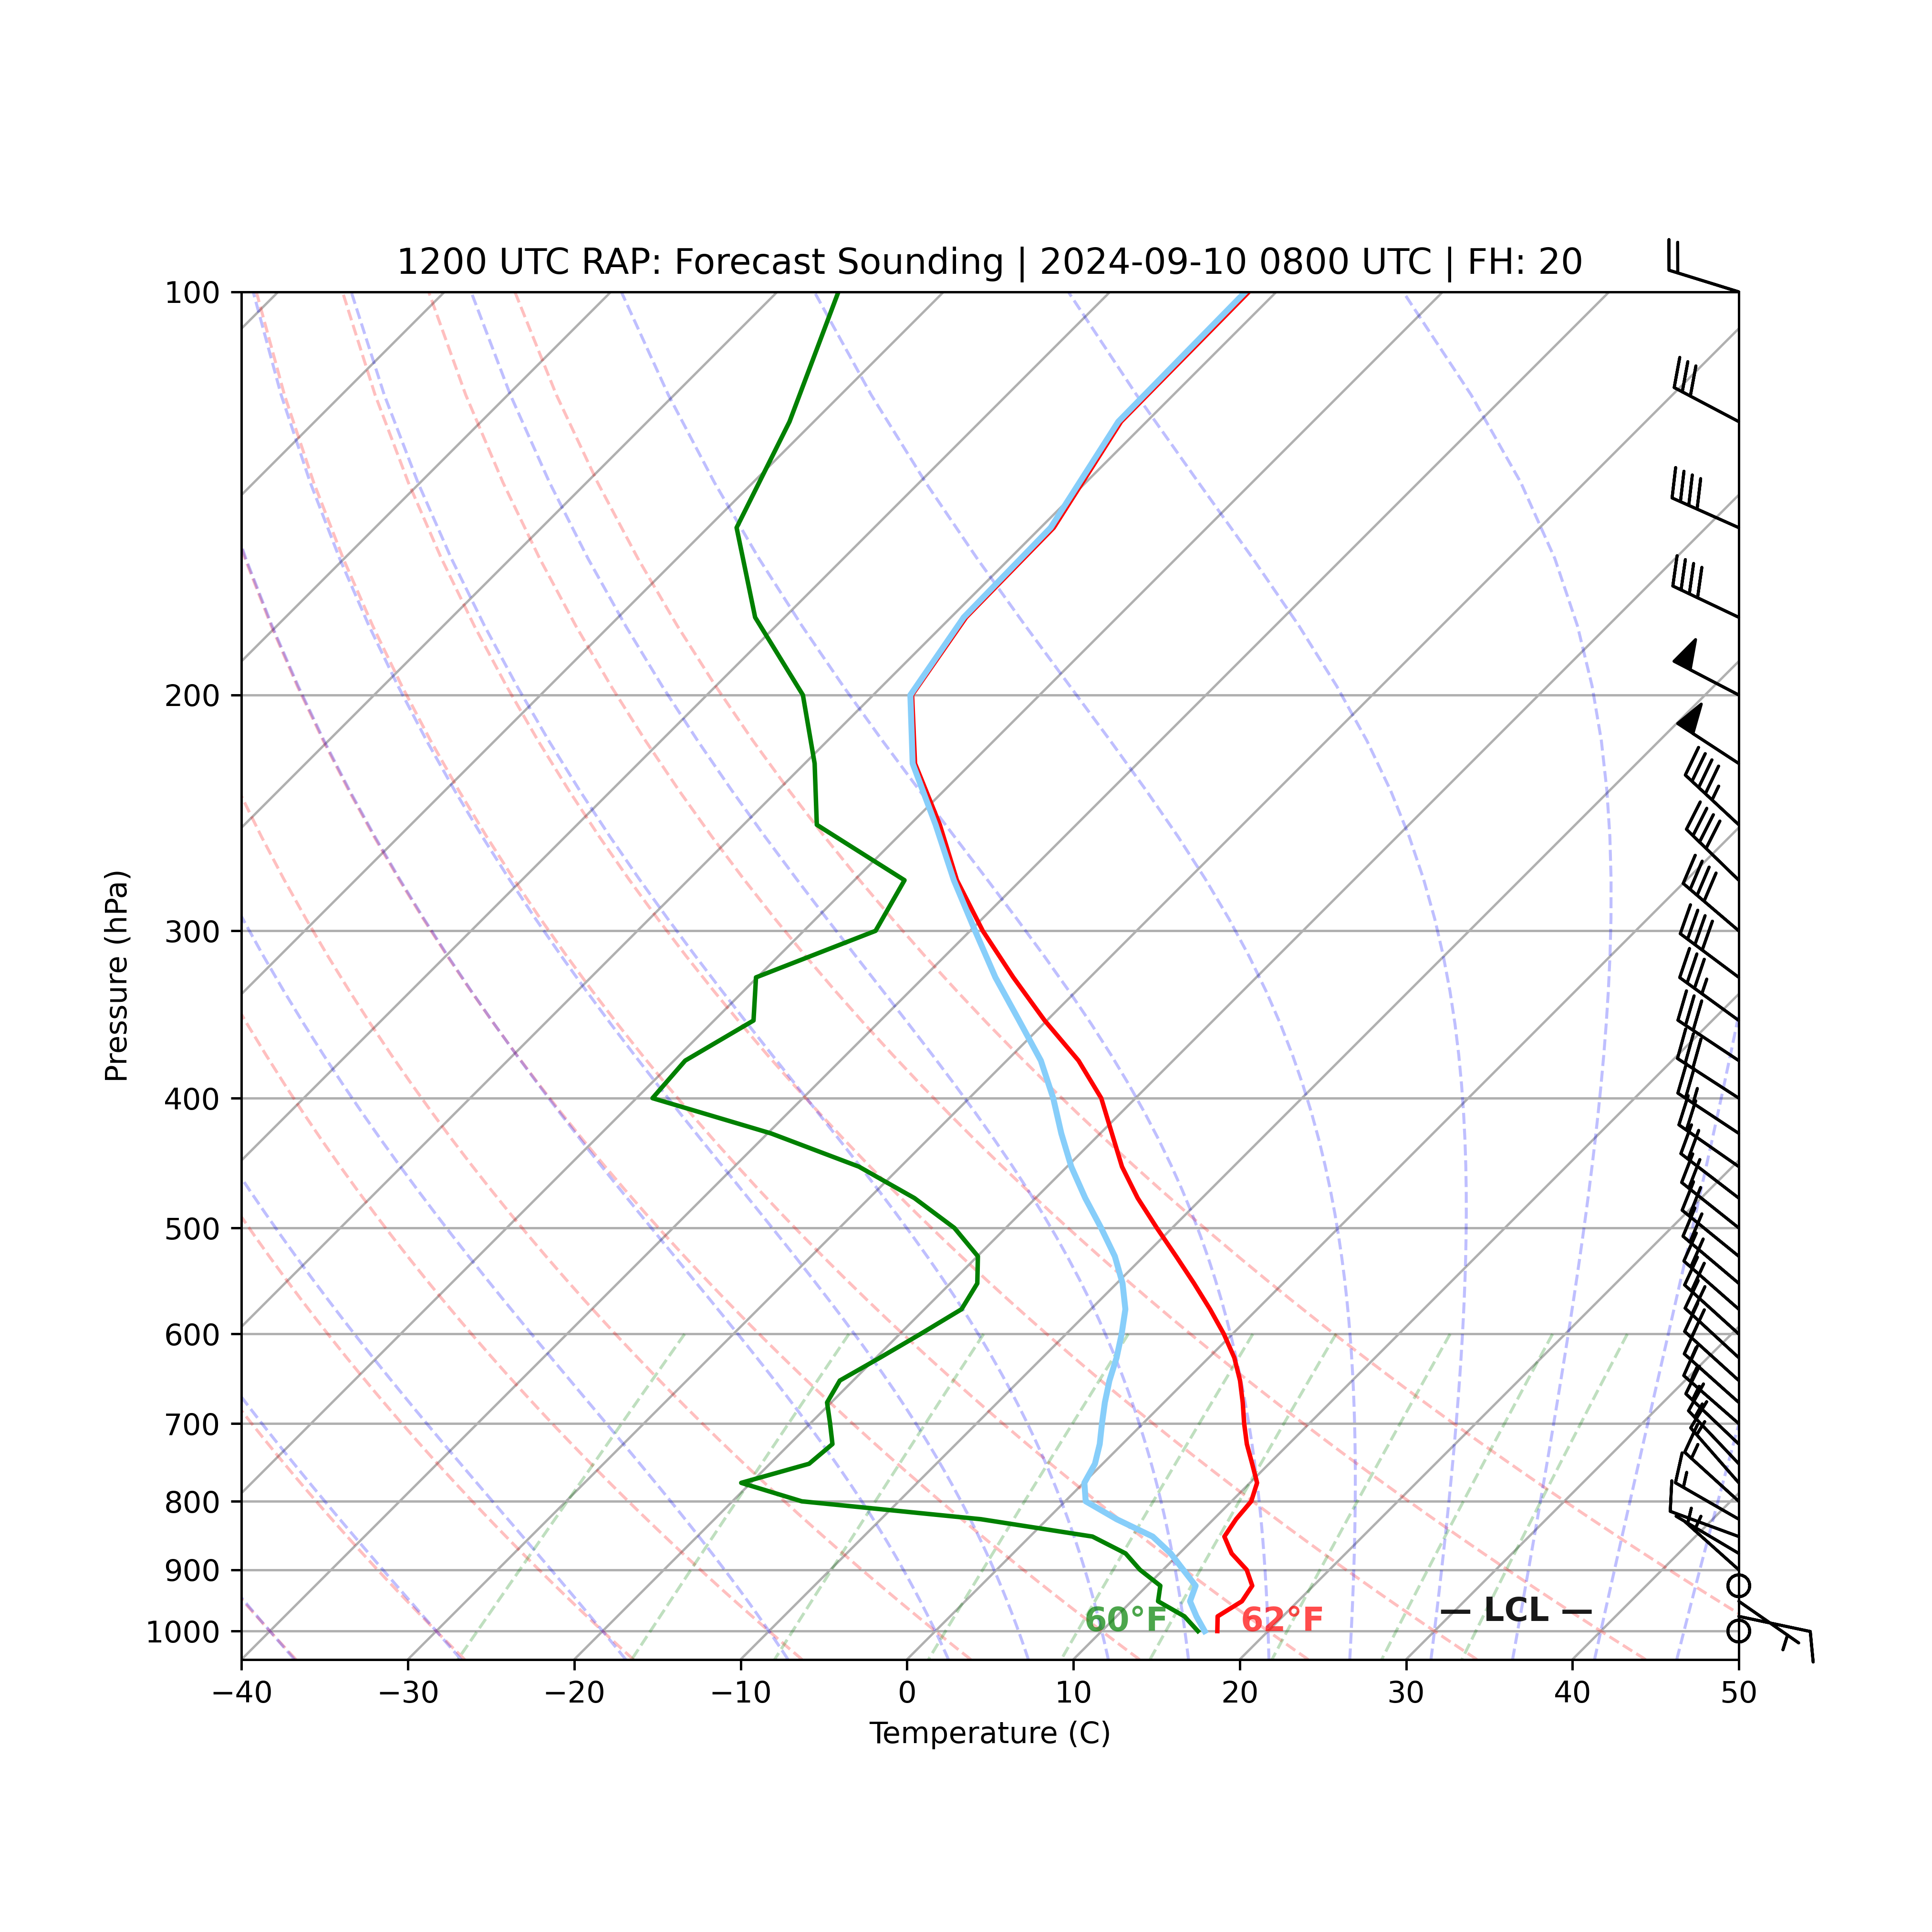 1200 UTC RAP: Forecast Sounding | 2024-09-10 0800 UTC | FH: 20
100
200
300
400
500
600
700
800
900
1000
Pressure (hPa)
60°F
62°F
— LCL —
−40 −30 −20 −10 0 10 20 30 40 50
Temperature (C)